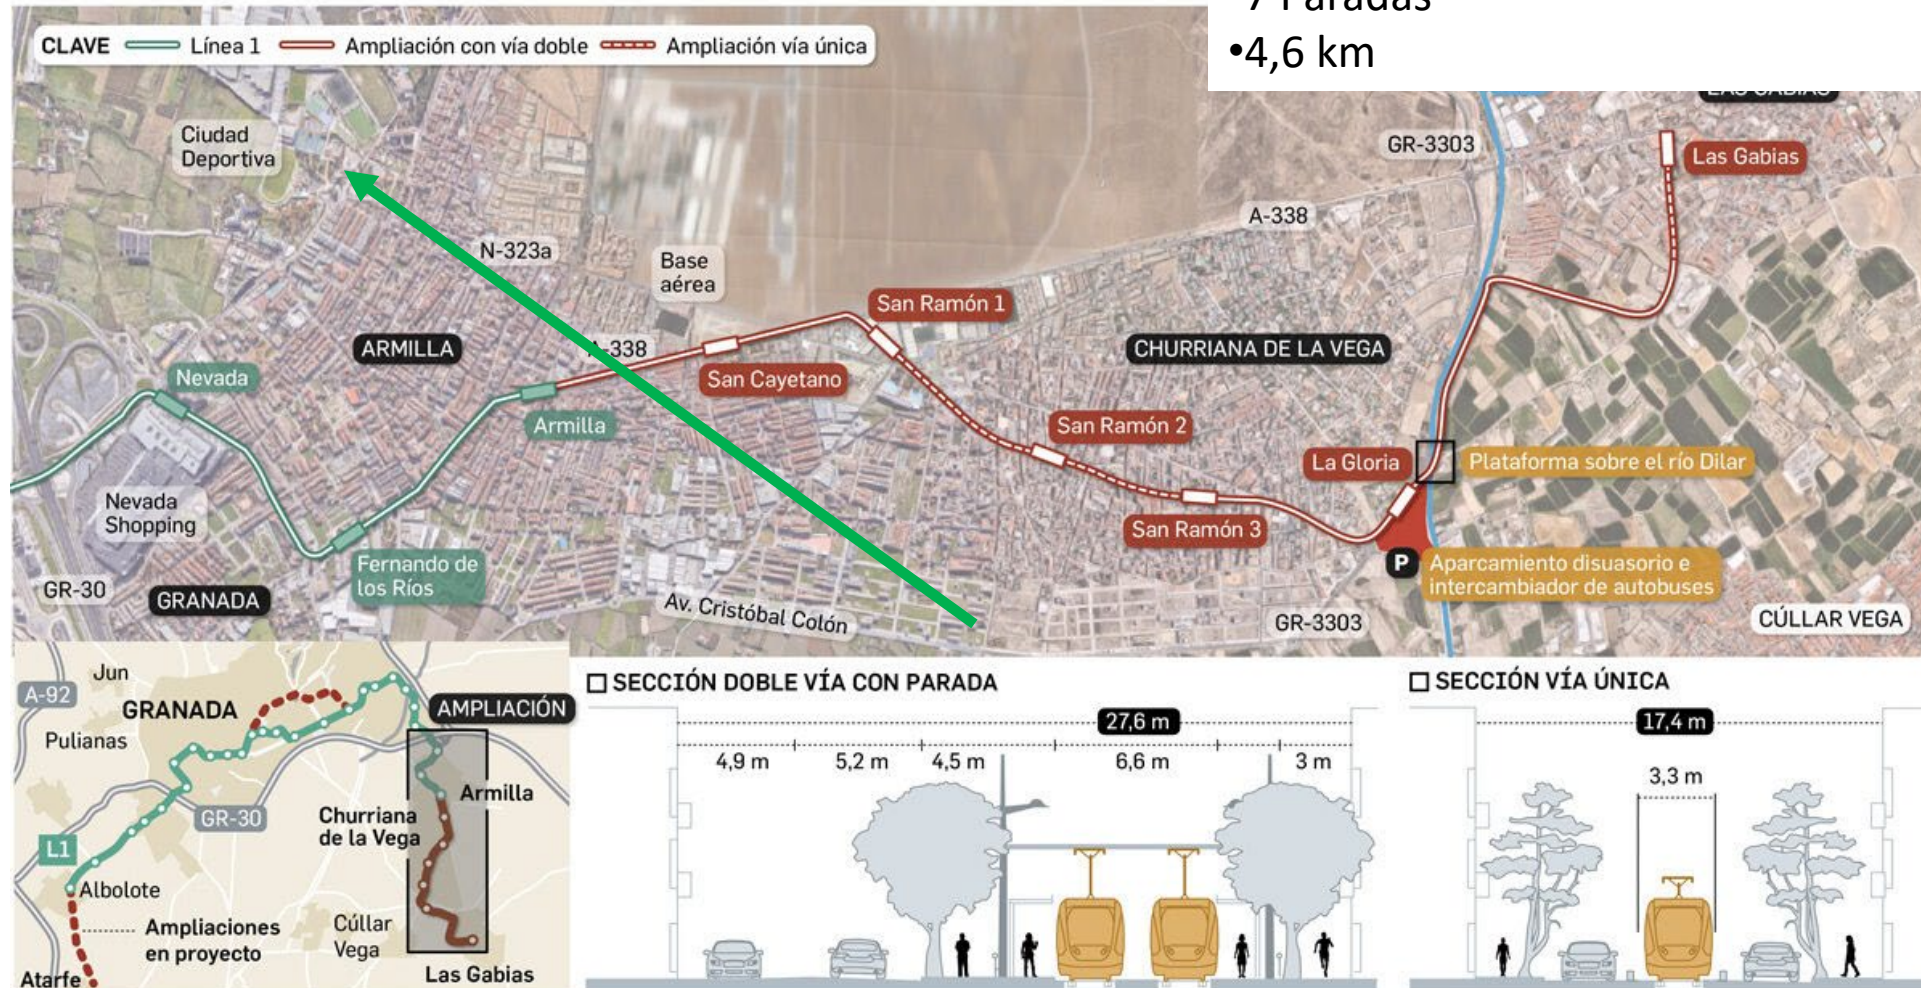 7 Paradas
•4,6 km
CLAVE Línea 1 Ampliación con vía doble Ampliación vía única
Ciudad
Deportiva
GR-3303
LAS GABIAS
Las Gabias
A-338
N-323a
Base
aérea
San Ramón 1
ARMILLA
A-338
CHURRIANA DE LA VEGA
Nevada
San Cayetano
Armilla
San Ramón 2
La Gloria
Plataforma sobre el río Dilar
Nevada
Shopping
San Ramón 3
Fernando de
los Ríos
P
Aparcamiento disuasorio e
intercambiador de autobuses
GR-30
GRANADA
Av. Cristóbal Colón
GR-3303
CÚLLAR VEGA
Jun
A-92
GRANADA
AMPLIACIÓN
Pulianas
Armilla
GR-30
Churriana
de la Vega
L1
Albolote
Ampliaciones
en proyecto
Cúllar
Vega
Atarfe
Las Gabias
SECCIÓN DOBLE VÍA CON PARADA
27,6 m
4,9 m 5,2 m 4,5 m 6,6 m 3 m
SECCIÓN VÍA ÚNICA
17,4 m
3,3 m